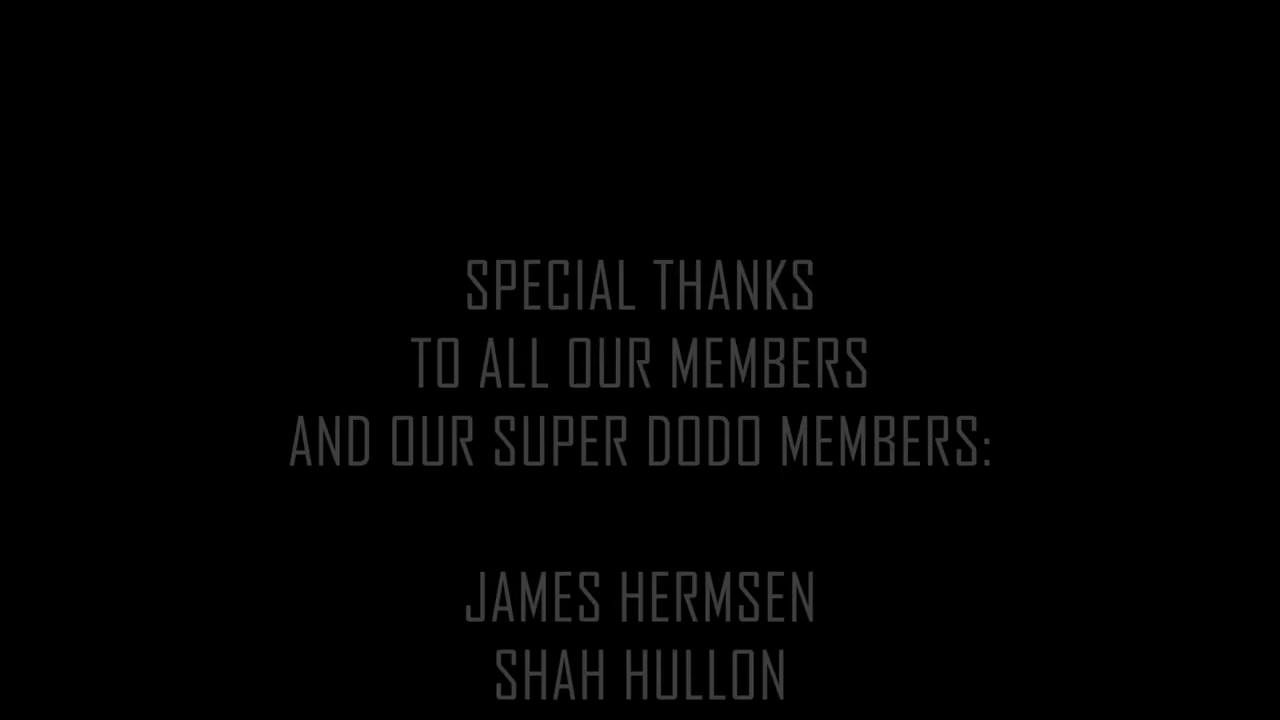 SPECIAL THANKS
TO ALL OUR MEMBERS
AND OUR SUPER DODO MEMBERS:
JAMES HERMSEN
SHAH HULLON